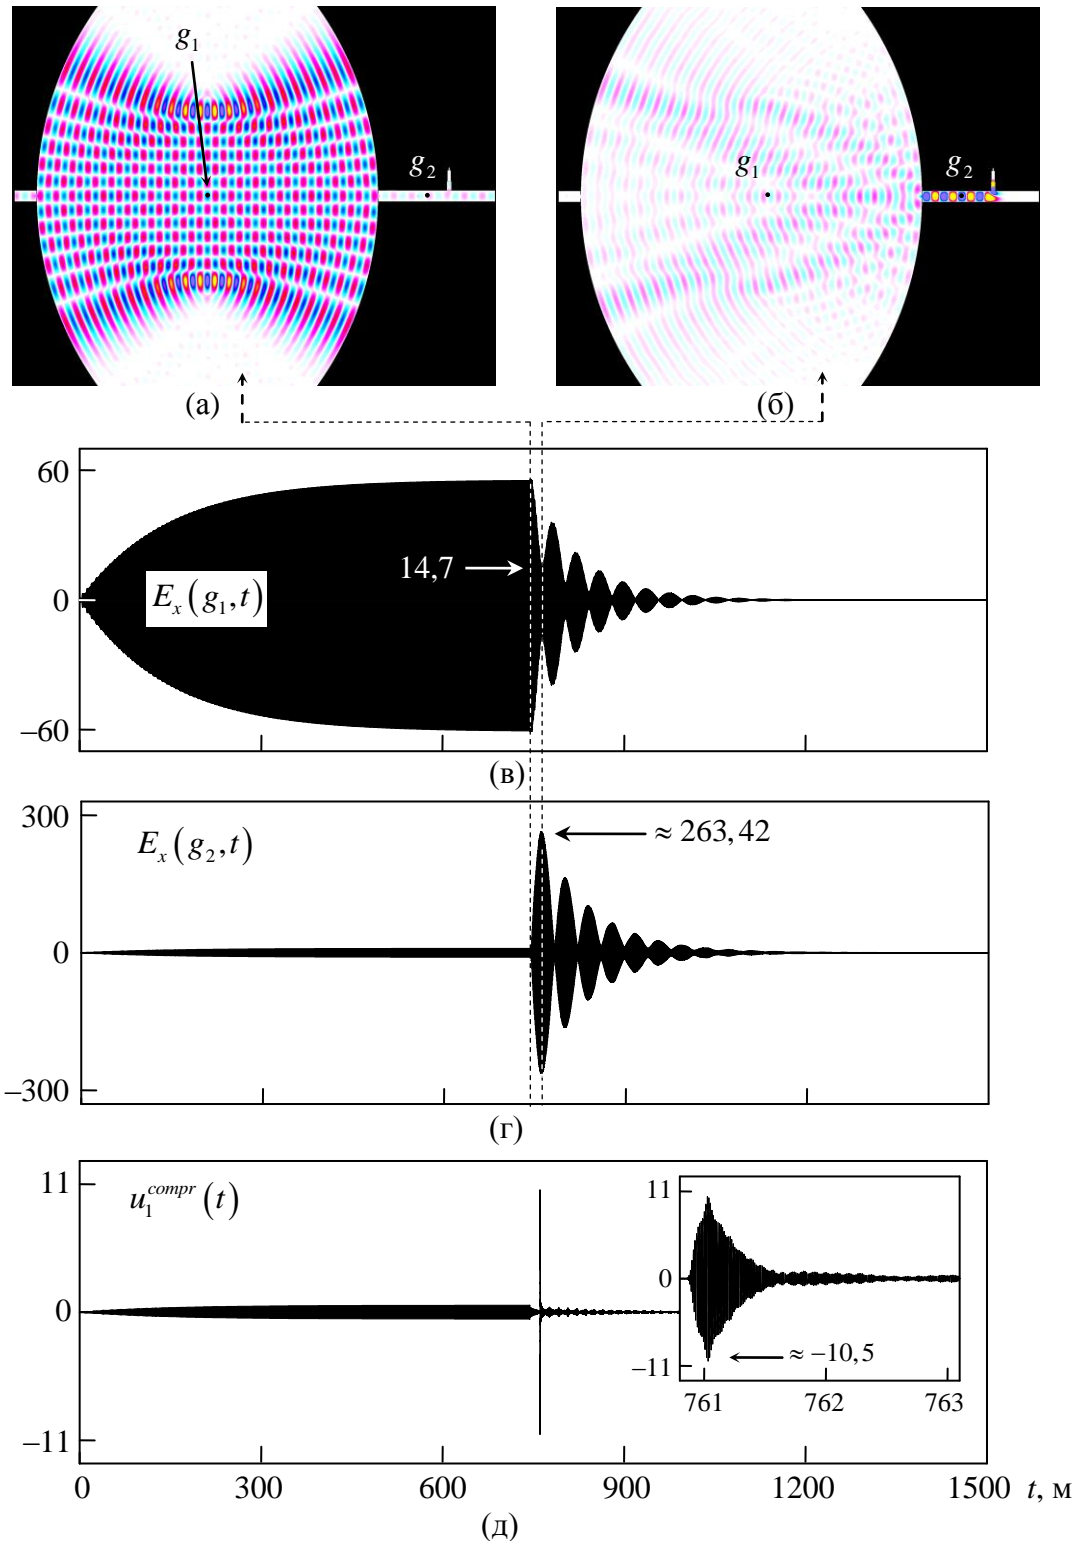 g₁
g₂
g₁
g₂
(а)
(б)
60
14,7
0
Eₓ(g₁,t)
–60
(в)
300
≈ 263,42
Eₓ(g₂,t)
0
–300
(г)
11
u₁ᶜᵒᵐᵖʳ(t)
11
0
0
≈ –10,5
–11
761 762 763
–11
0 300 600 900 1200 1500 t, м
(д)